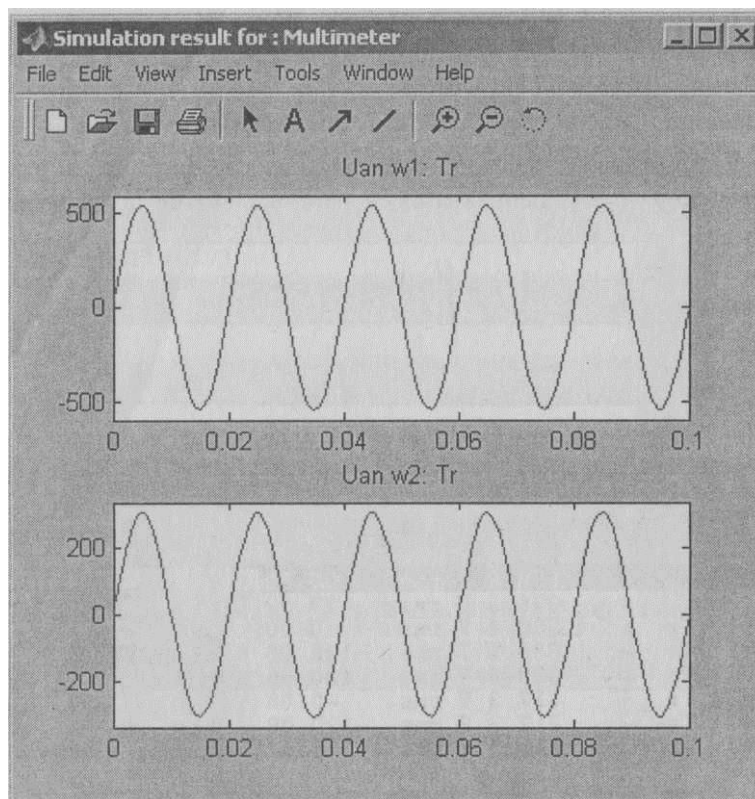 Simulation result for : Multimeter
File Edit View Insert Tools Window Help
A
Uan w1: Tr
500
0
-500
0 0.02 0.04 0.06 0.08 0.1
Uan w2: Tr
200
0
-200
0 0.02 0.04 0.06 0.08 0.1